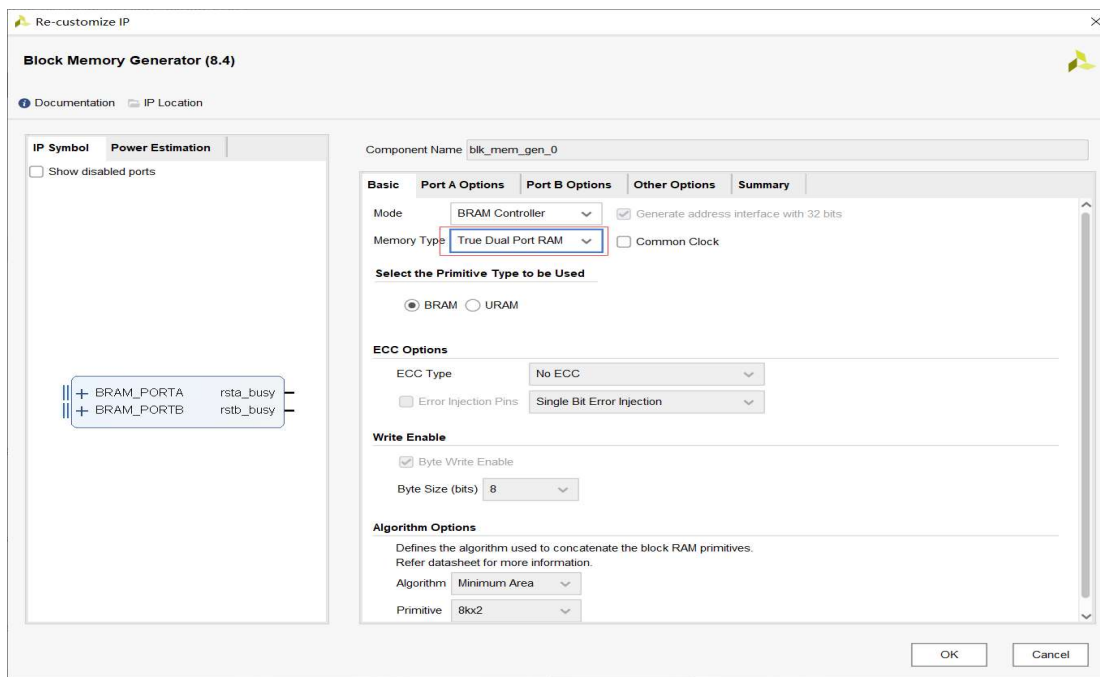 Re-customize IP
Block Memory Generator (8.4)
Documentation IP Location
IP Symbol Power Estimation
Show disabled ports
BRAM_PORTA rsta_busy
BRAM_PORTB rstb_busy
Component Name blk_mem_gen_0
Basic Port A Options Port B Options Other Options Summary
Mode BRAM Controller Generate address interface with 32 bits
Memory Type True Dual Port RAM Common Clock
Select the Primitive Type to be Used
BRAM URAM
ECC Options
ECC Type No ECC
Error Injection Pins Single Bit Error Injection
Write Enable
Byte Write Enable
Byte Size (bits) 8
Algorithm Options
Defines the algorithm used to concatenate the block RAM primitives.
Refer datasheet for more information.
Algorithm Minimum Area
Primitive 8kx2
OK Cancel